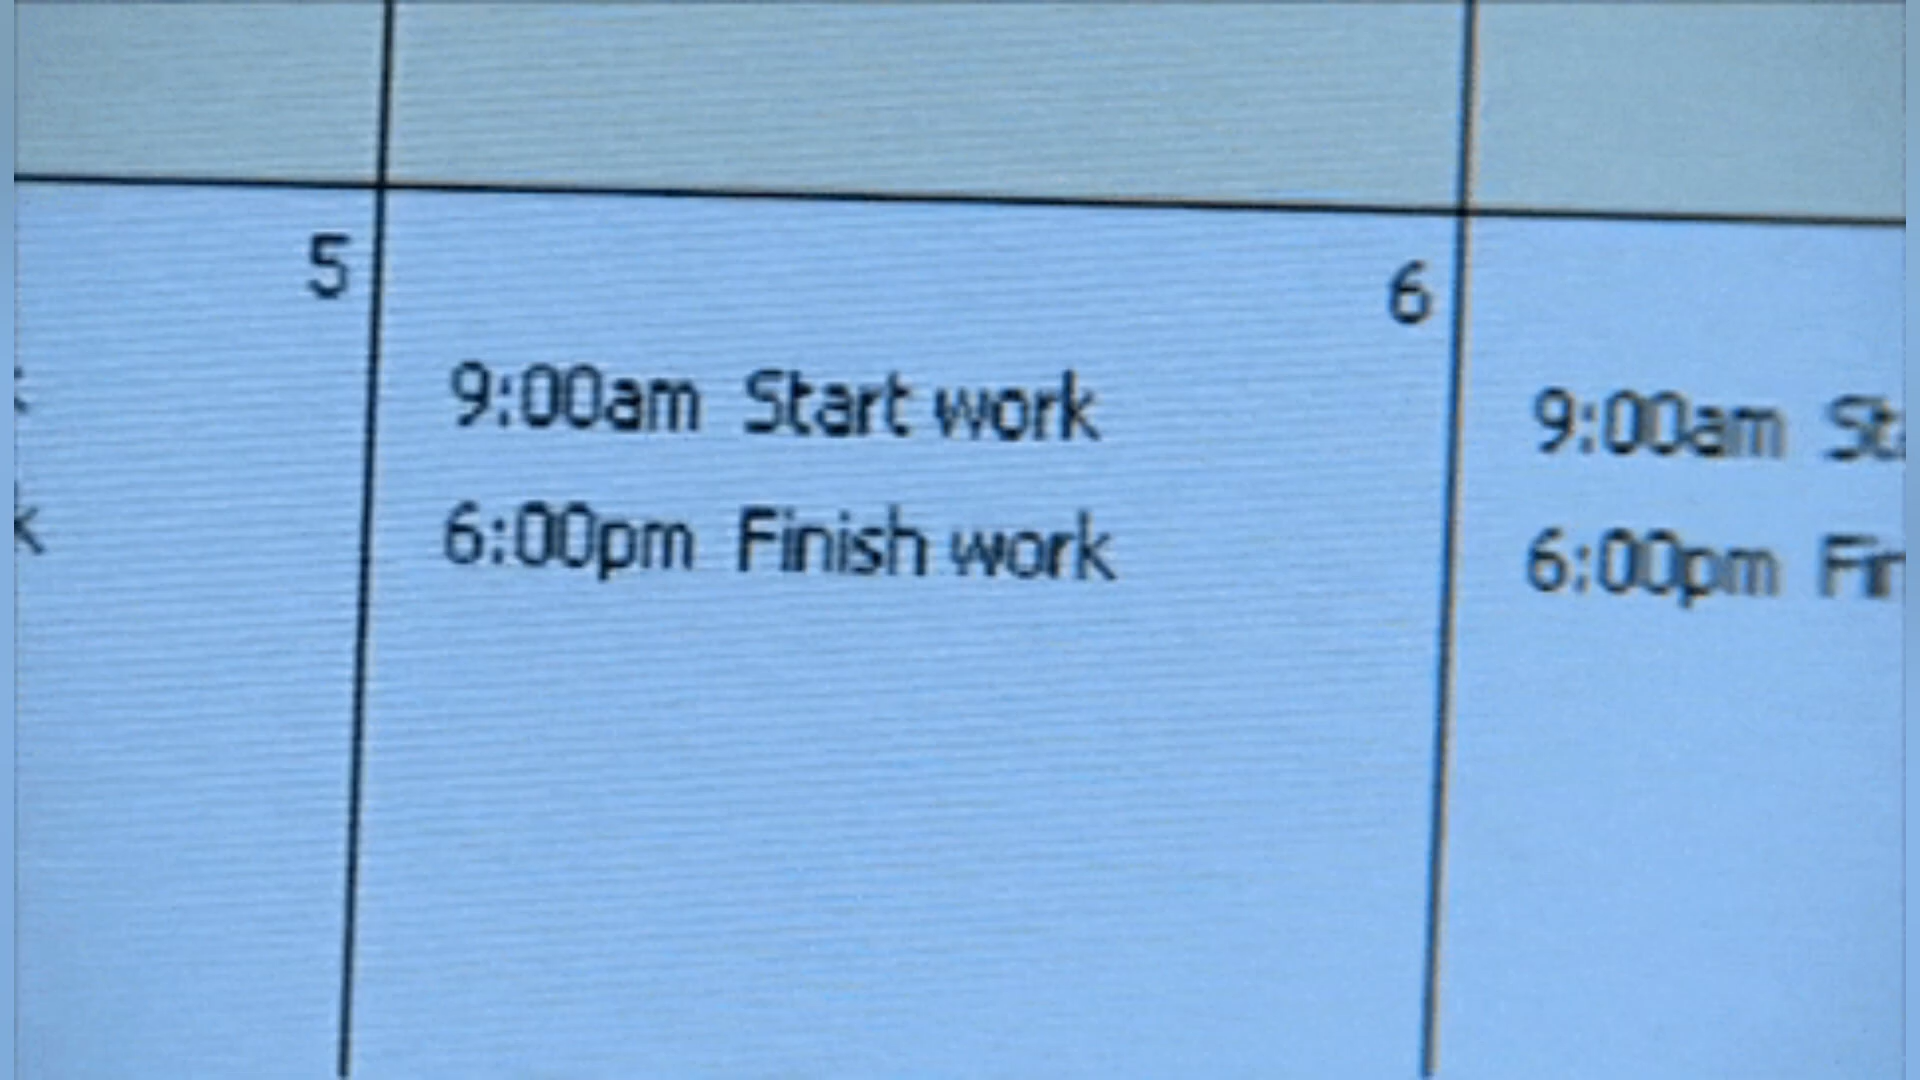 5
6
9:00am Start work
6:00pm Finish work
9:00am
6:00pm